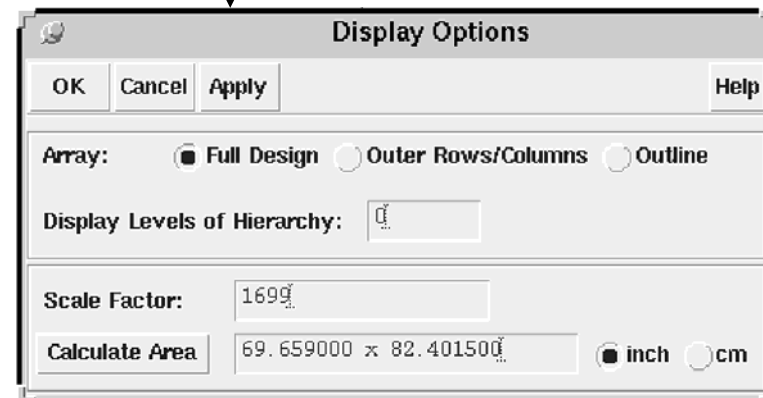 Display Options
OK Cancel Apply Help
Array: Full Design Outer Rows/Columns Outline
Display Levels of Hierarchy: 0
Scale Factor: 1699
Calculate Area 69.659000 x 82.401500 inch cm